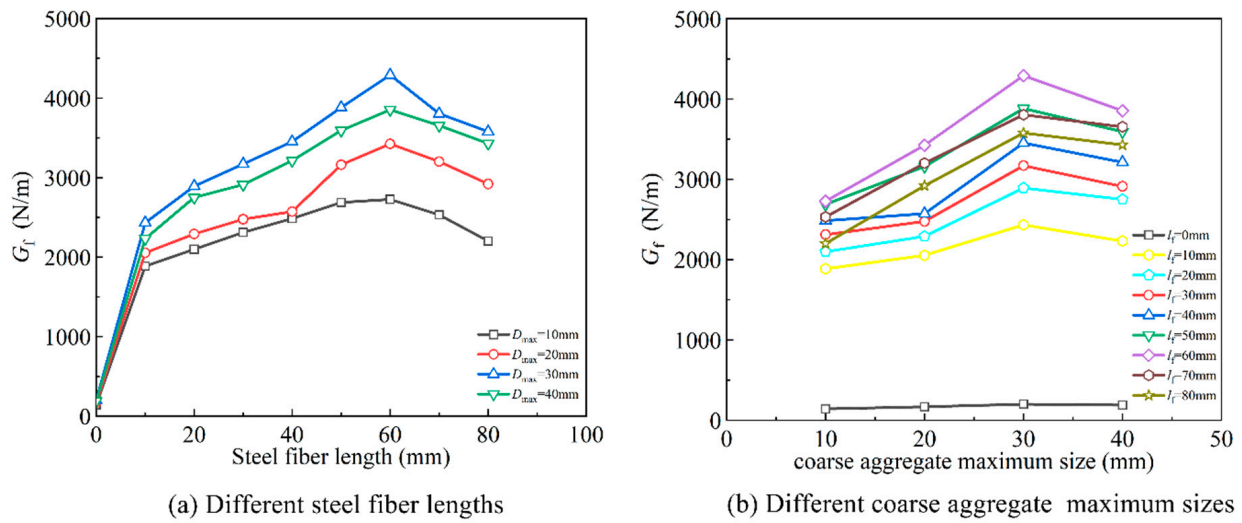 5000
4000
3000
2000
1000
0
G_f (N/m)
0 20 40 60 80 100
Steel fiber length (mm)
D_max=10mm
D_max=20mm
D_max=30mm
D_max=40mm
(a) Different steel fiber lengths
5000
4000
3000
2000
1000
0
G_f (N/m)
0 10 20 30 40 50
coarse aggregate maximum size (mm)
l_f=0mm
l_f=10mm
l_f=20mm
l_f=30mm
l_f=40mm
l_f=50mm
l_f=60mm
l_f=70mm
l_f=80mm
(b) Different coarse aggregate maximum sizes